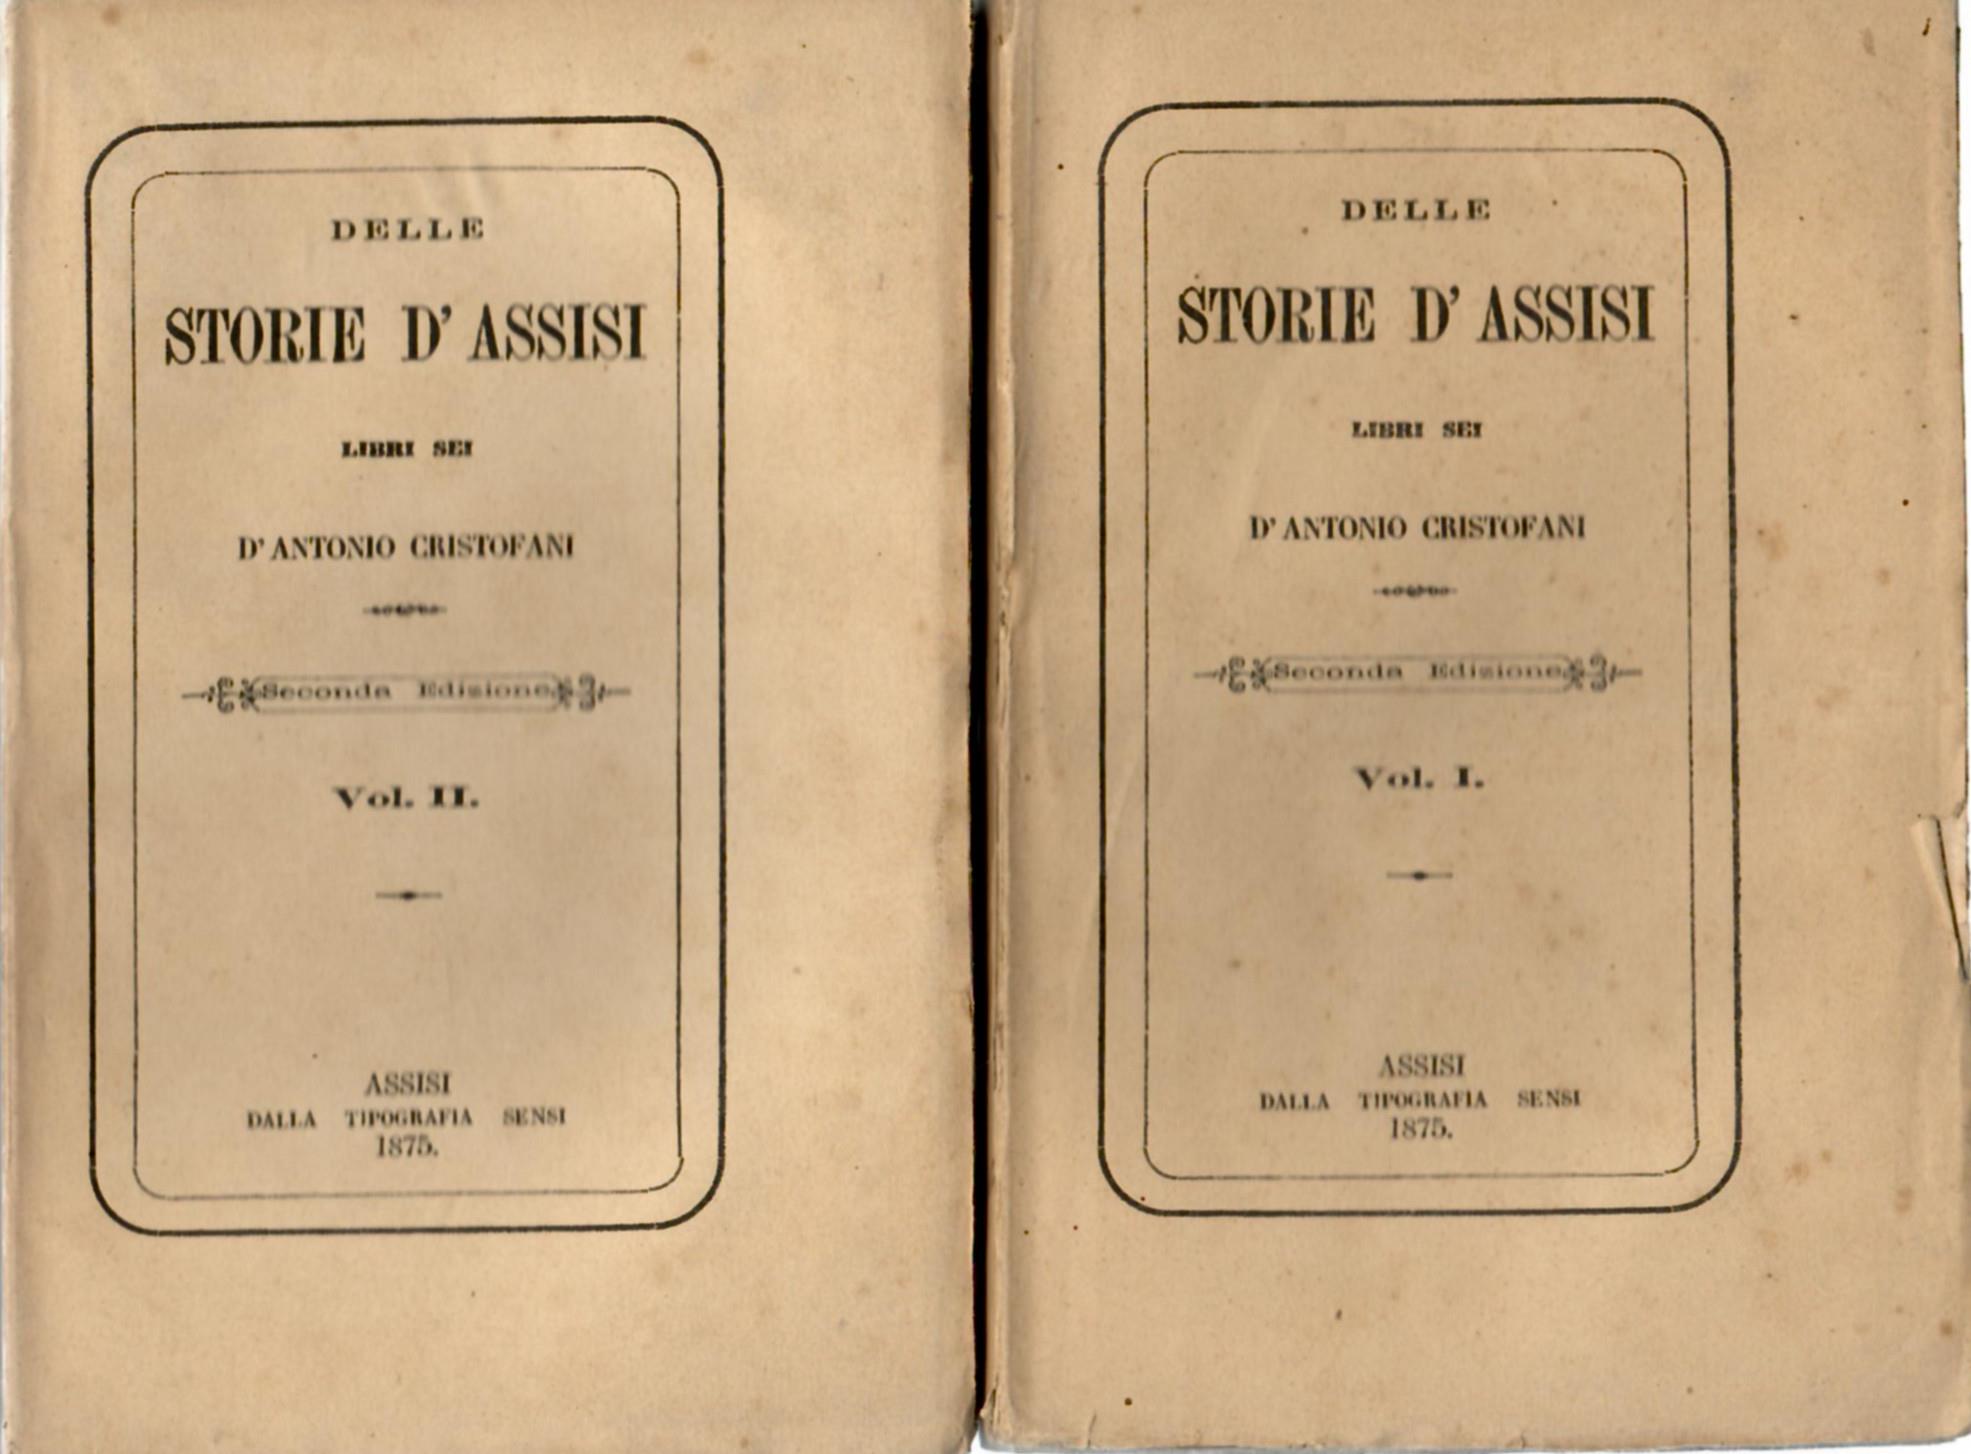 DELLE
STORIE D' ASSISI
LIBRI SEI
D' ANTONIO CRISTOFANI
Seconda Edizione
Vol. II.
ASSISI
DALLA TIPOGRAFIA SENSI
1875.
DELLE
STORIE D' ASSISI
LIBRI SEI
D' ANTONIO CRISTOFANI
Seconda Edizione
Vol. I.
ASSISI
DALLA TIPOGRAFIA SENSI
1875.